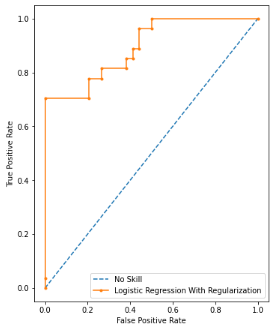 1.0
0.8
0.6
0.4
0.2
0.0
True Positive Rate
No Skill
Logistic Regression With Regularization
0.0 0.2 0.4 0.6 0.8 1.0
False Positive Rate